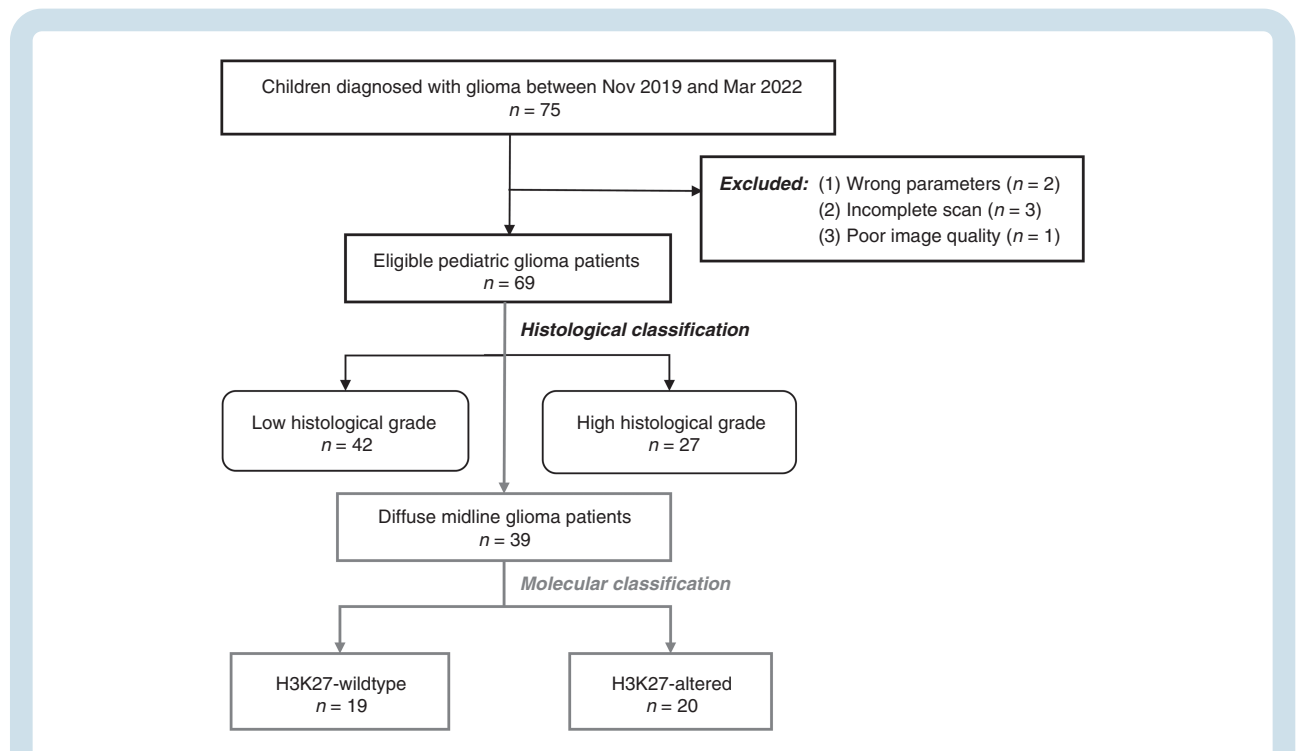 Children diagnosed with glioma between Nov 2019 and Mar 2022
n = 75
Excluded: (1) Wrong parameters (n = 2)
(2) Incomplete scan (n = 3)
(3) Poor image quality (n = 1)
Eligible pediatric glioma patients
n = 69
Histological classification
Low histological grade
n = 42
High histological grade
n = 27
Diffuse midline glioma patients
n = 39
Molecular classification
H3K27-wildtype
n = 19
H3K27-altered
n = 20